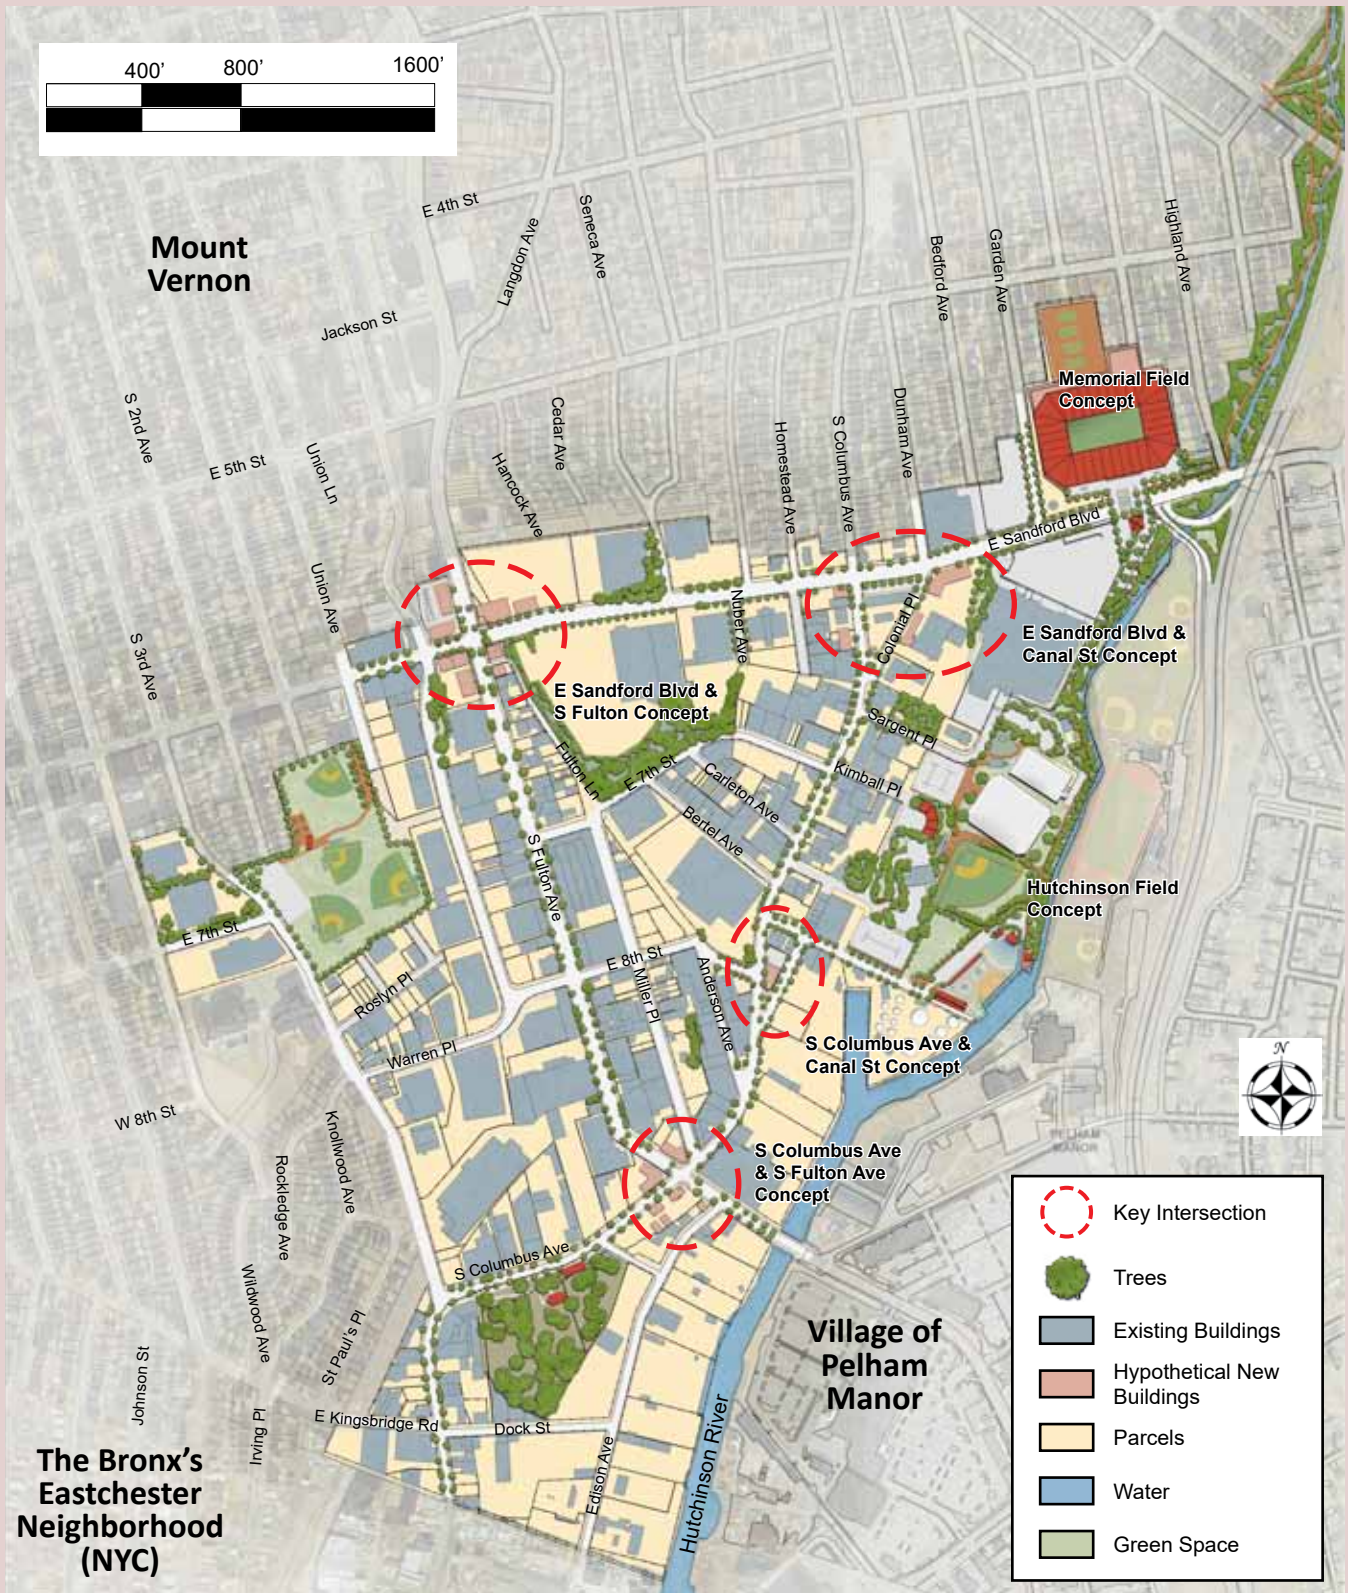 400’
800’
1600’
E 4th St
Mount
Vernon
Langdon Ave
Seneca Ave
Bedford Ave
Garden Ave
Highland Ave
Jackson St
Memorial Field
Concept
S 2nd Ave
E 5th St
Union Ln
Hancock Ave
Cedar Ave
Homestead Ave
S Columbus Ave
Dunham Ave
E Sandford Blvd
Union Ave
S 3rd Ave
Nuber Ave
Colonial Pl
E Sandford Blvd &
Canal St Concept
E Sandford Blvd &
S Fulton Concept
Sargent Pl
Fulton Ln
E 7th St
Carleton Ave
Kimball Pl
Bertel Ave
S Fulton Ave
Hutchinson Field
Concept
E 7th St
E 8th St
Roslyn Pl
Miller Pl
Anderson Ave
Warren Pl
S Columbus Ave &
Canal St Concept
N
W 8th St
Knollwood Ave
Rockledge Ave
PELHAM
MANOR
S Columbus Ave
& S Fulton Ave
Concept
S Columbus Ave
Wildwood Ave
St Paul’s Pl
Johnson St
Irving Pl
E Kingsbridge Rd
Dock St
Edison Ave
Hutchinson River
Village of
Pelham
Manor
The Bronx’s
Eastchester
Neighborhood
(NYC)
Key Intersection
Trees
Existing Buildings
Hypothetical New
Buildings
Parcels
Water
Green Space